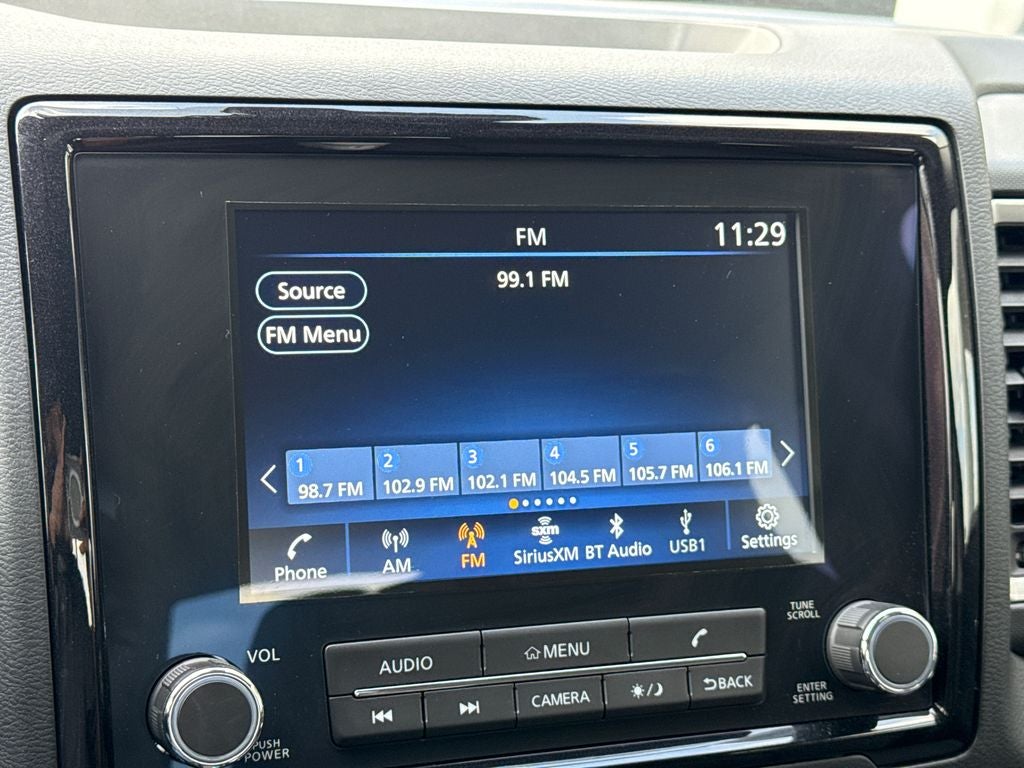 FM
11:29
Source
99.1 FM
FM Menu
1
98.7 FM
2
102.9 FM
3
102.1 FM
4
104.5 FM
5
105.7 FM
6
106.1 FM
Phone
AM
FM
sxm
SiriusXM
BT Audio
USB1
Settings
VOL
PUSH
POWER
AUDIO
MENU
CAMERA
BACK
TUNE
SCROLL
ENTER
SETTING